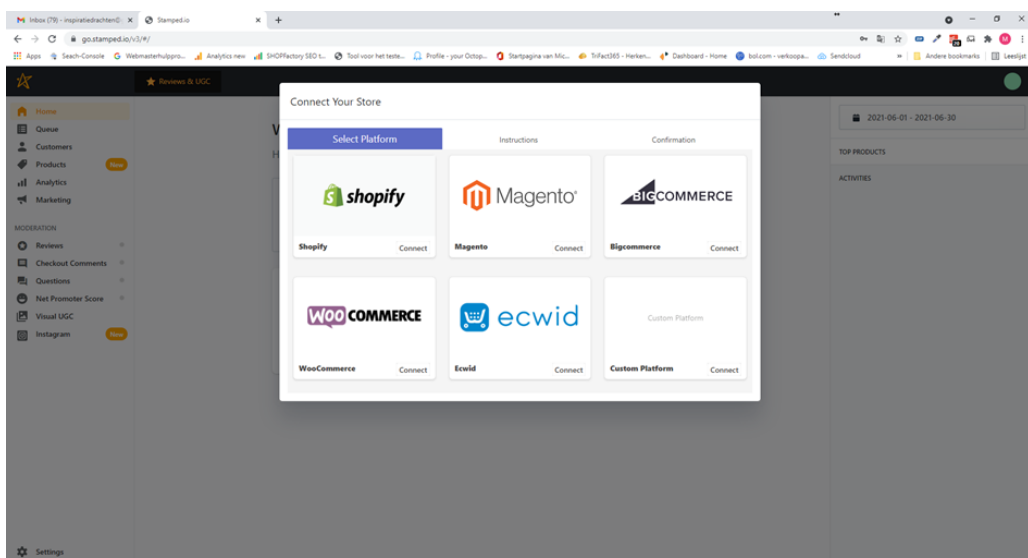 Inbox (79) - inspiratiedrachten@
Stamped.io
go.stamped.io/v3/#/
Apps
Seach-Console
Webmasterhulppro...
Analytics new
SHOPFactory SEO t...
Tool voor het teste...
Profile - your Octop...
Startpagina van Mic...
TriFact365 - Herken...
Dashboard - Home
bol.com - verkoopa...
Sendcloud
»
Andere bookmarks
Leeslijst
Reviews & UGC
Home
Queue
Customers
Products
New
Analytics
Marketing
MODERATION
Reviews
Checkout Comments
Questions
Net Promoter Score
Visual UGC
Instagram
New
Settings
Connect Your Store
Select Platform
Instructions
Confirmation
shopify
Shopify
Connect
Magento
Magento
Connect
BIGCOMMERCE
Bigcommerce
Connect
WOO COMMERCE
WooCommerce
Connect
ecwid
Ecwid
Connect
Custom Platform
Custom Platform
Connect
2021-06-01 - 2021-06-30
TOP PRODUCTS
ACTIVITIES